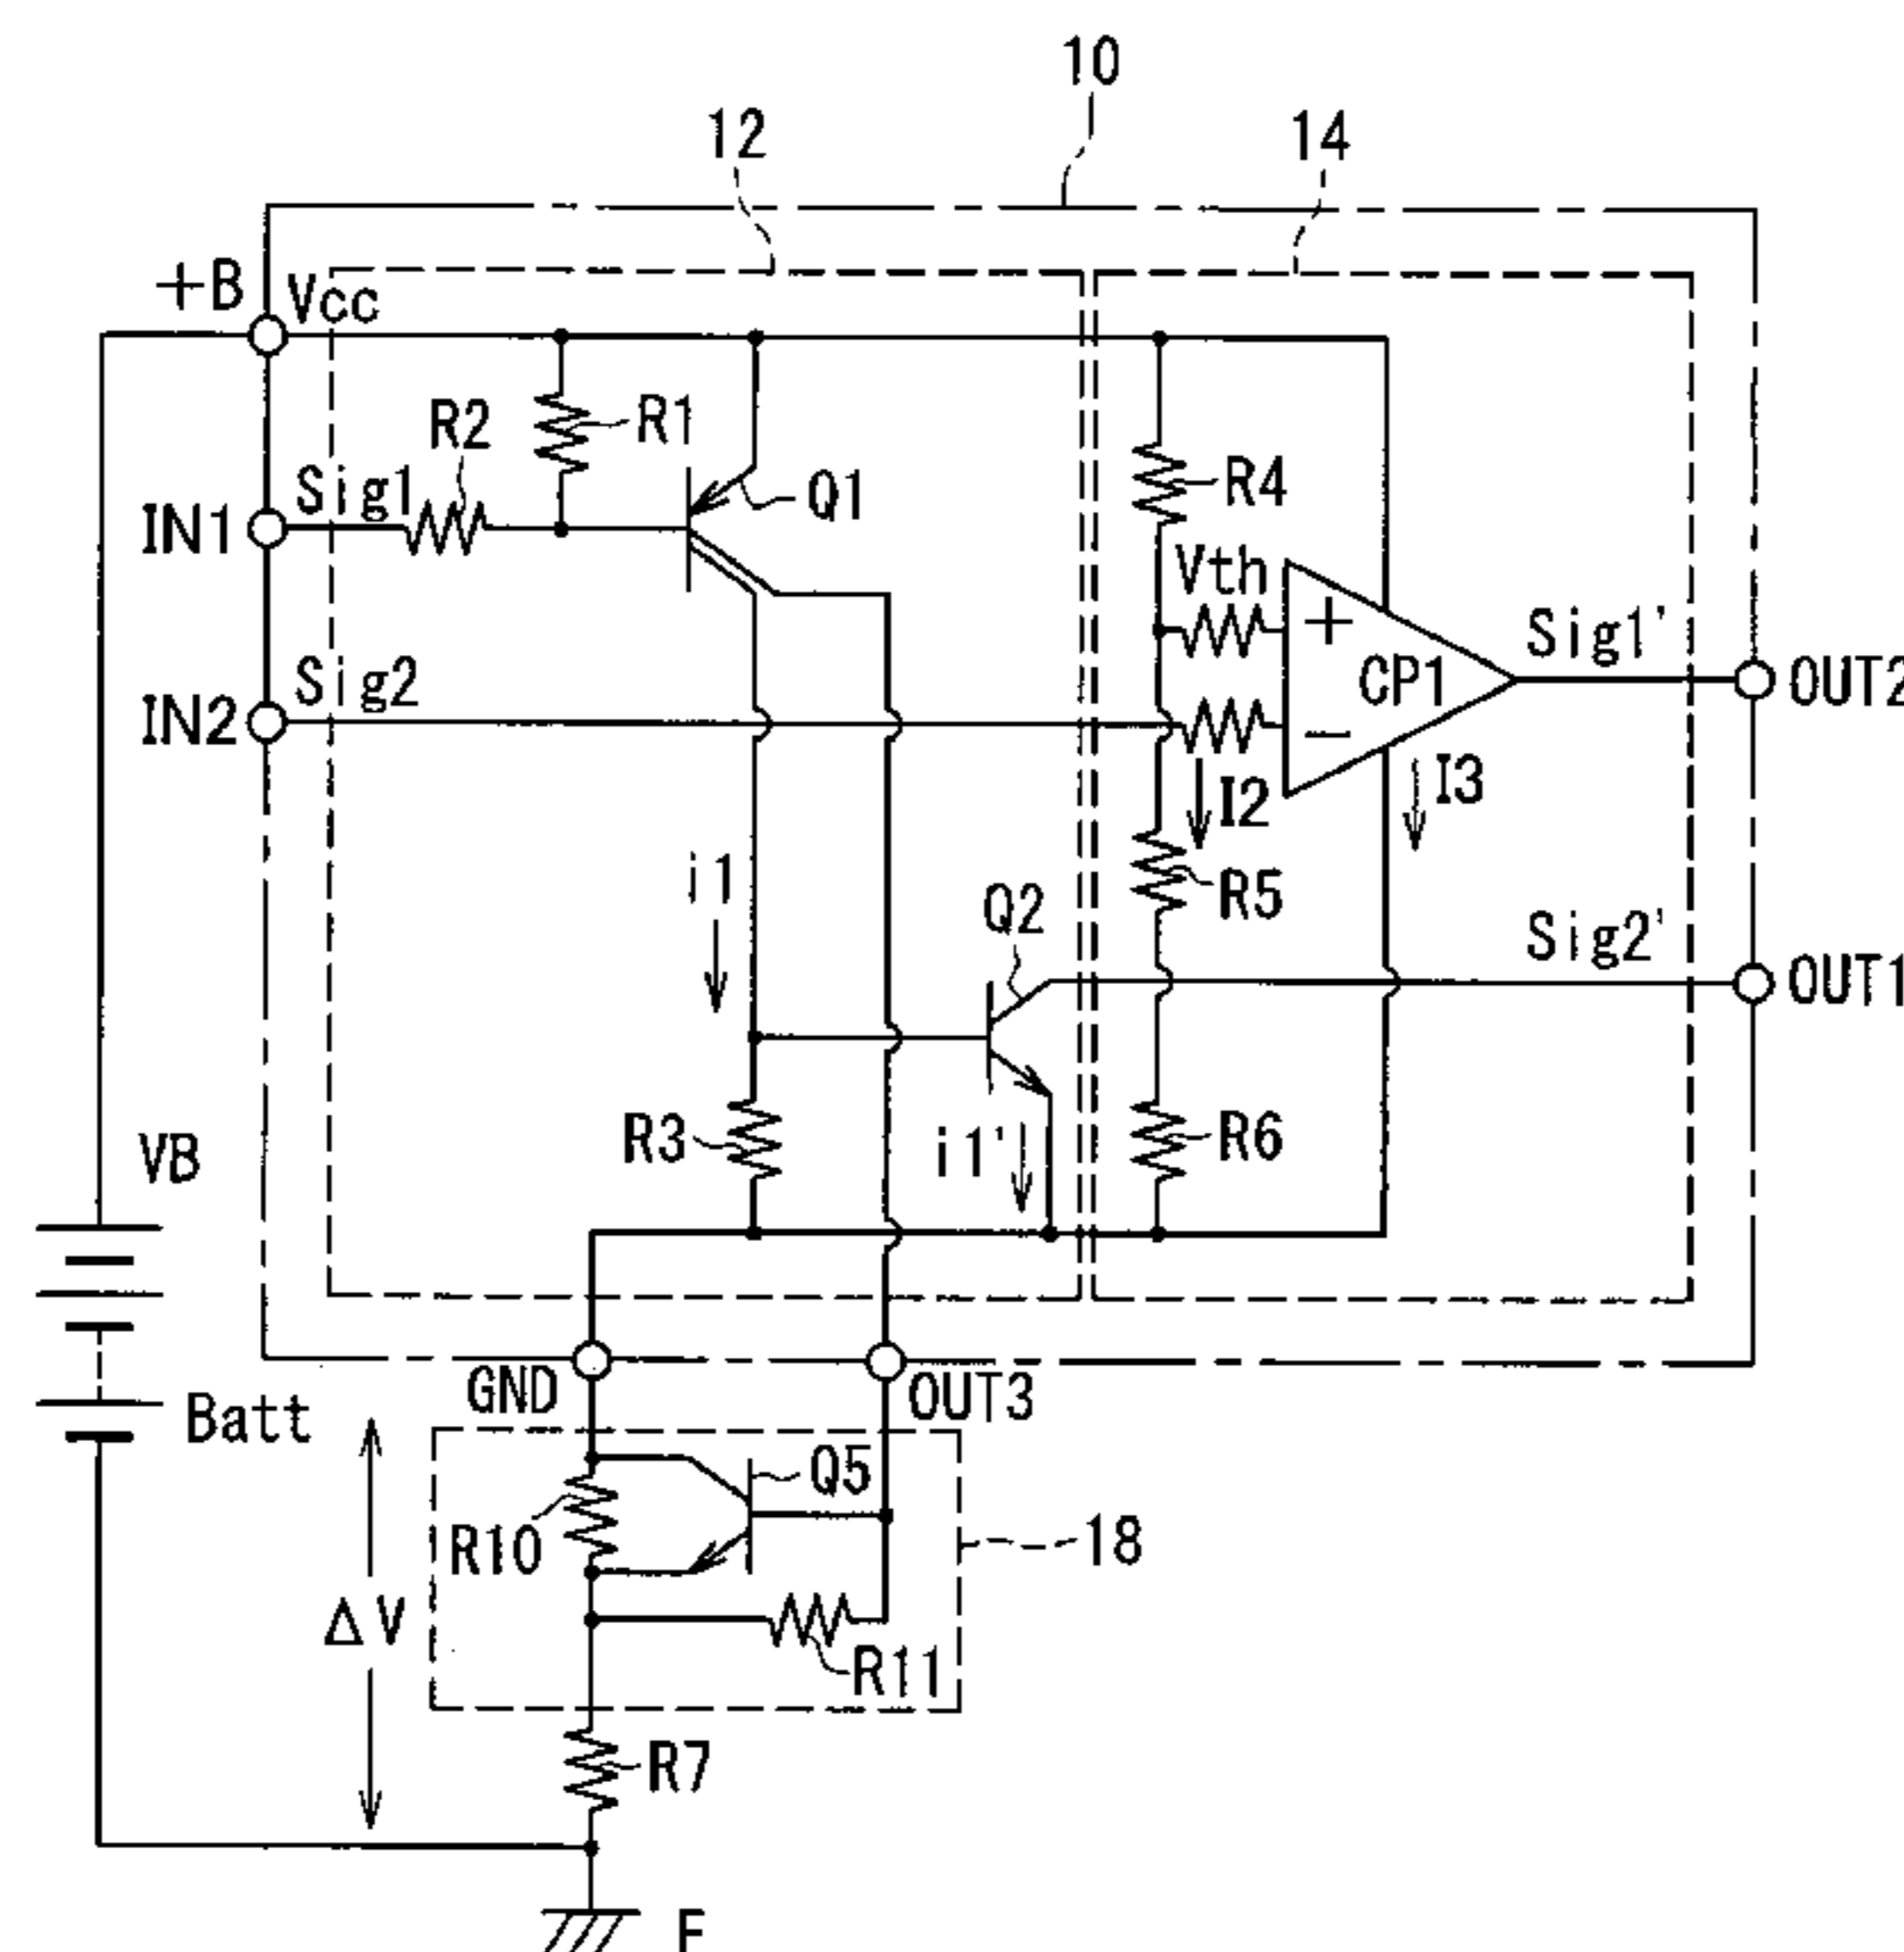 10
12
14
+B
Vcc
R2
R1
Sig1
Q1
R4
IN1
Vth
+
Sig1'
CP1
OUT2
Sig2
IN2
−
I2
I3
i1
R5
Q2
Sig2'
OUT1
R3
i1'
R6
VB
GND
OUT3
Batt
Q5
R10
18
ΔV
R11
R7